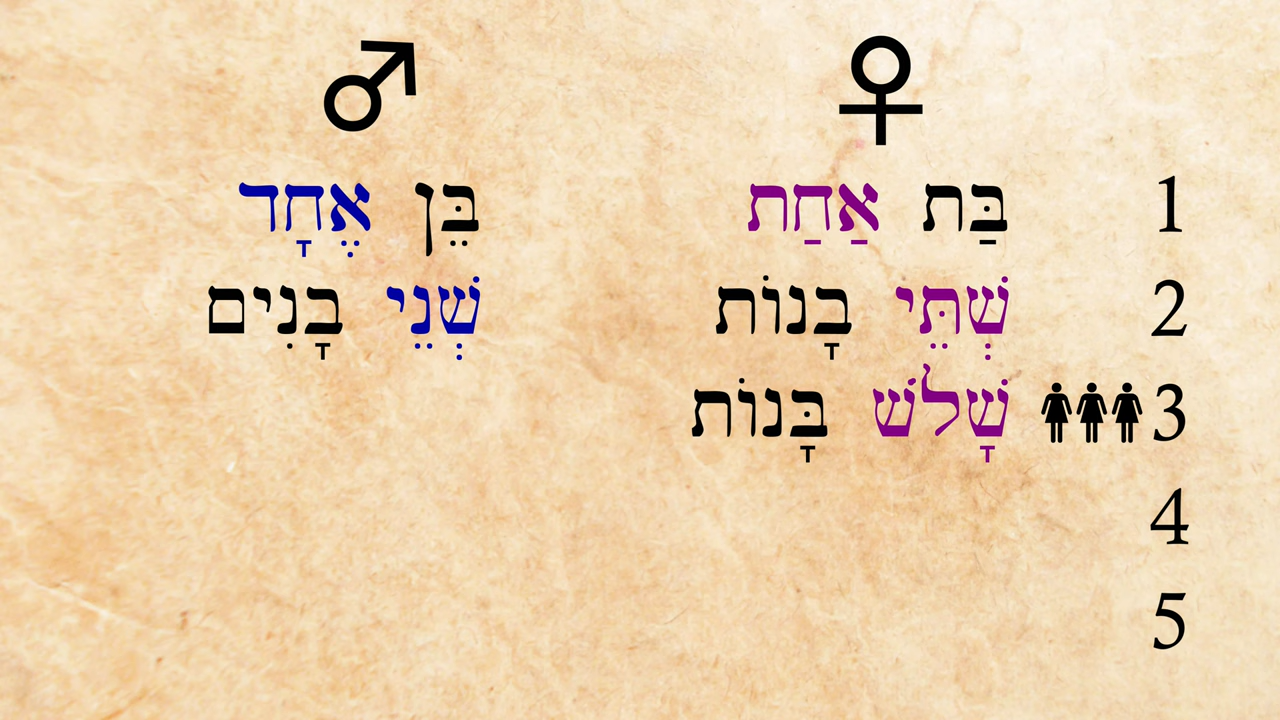 ♂ ♀
1 בַּת אַחַת בֵּן אֶחָד
2 שְׁתֵּי בָנוֹת שְׁנֵי בָנִים
3 שָׁלֹשׁ בָּנוֹת
4
5